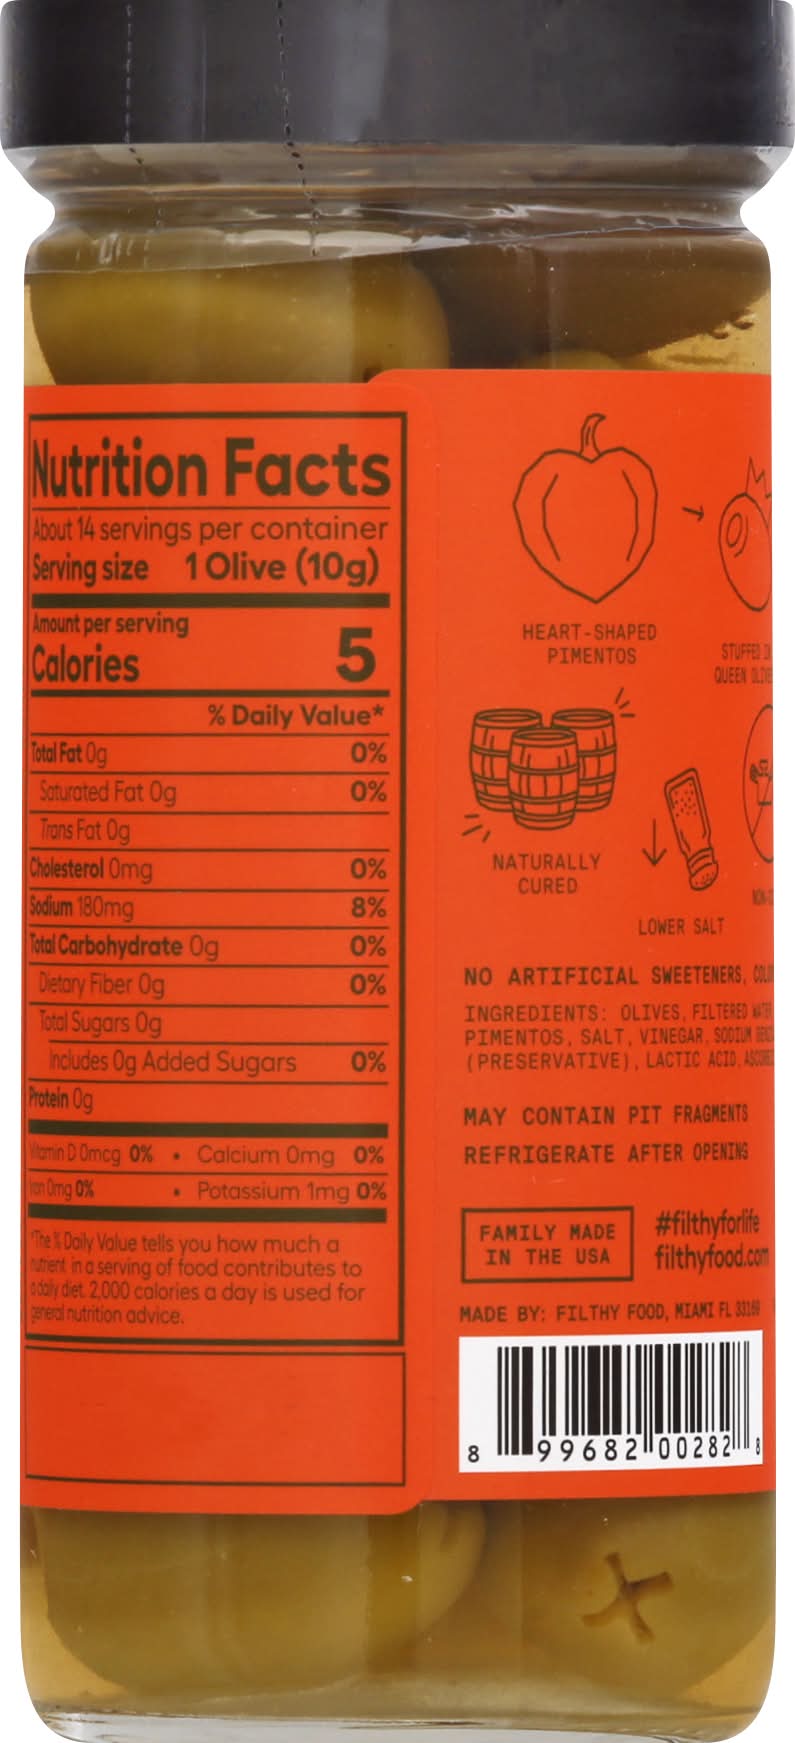 Nutrition Facts
About 14 servings per container
Serving size 1 Olive (10g)
Amount per serving
Calories 5
% Daily Value*
Total Fat 0g 0%
Saturated Fat 0g 0%
Trans Fat 0g
Cholesterol 0mg 0%
Sodium 180mg 8%
Total Carbohydrate 0g 0%
Dietary Fiber 0g 0%
Total Sugars 0g
Includes 0g Added Sugars 0%
Protein 0g
Vitamin D 0mcg 0% • Calcium 0mg 0%
Iron 0mg 0% • Potassium 1mg 0%
*The % Daily Value tells you how much a
nutrient in a serving of food contributes to
a daily diet. 2,000 calories a day is used for
general nutrition advice.
HEART-SHAPED
PIMENTOS
STUFFED
QUEEN
NATURALLY
CURED
LOWER SALT
NO ARTIFICIAL SWEETENERS,
INGREDIENTS: OLIVES, FILTERED WATER
PIMENTOS, SALT, VINEGAR, SODIUM
(PRESERVATIVE), LACTIC ACID,
MAY CONTAIN PIT FRAGMENTS
REFRIGERATE AFTER OPENING
FAMILY MADE
IN THE USA
#filthyforlife
filthyfood.com
MADE BY: FILTHY FOOD, MIAMI FL 33169
8 99682 00282 8